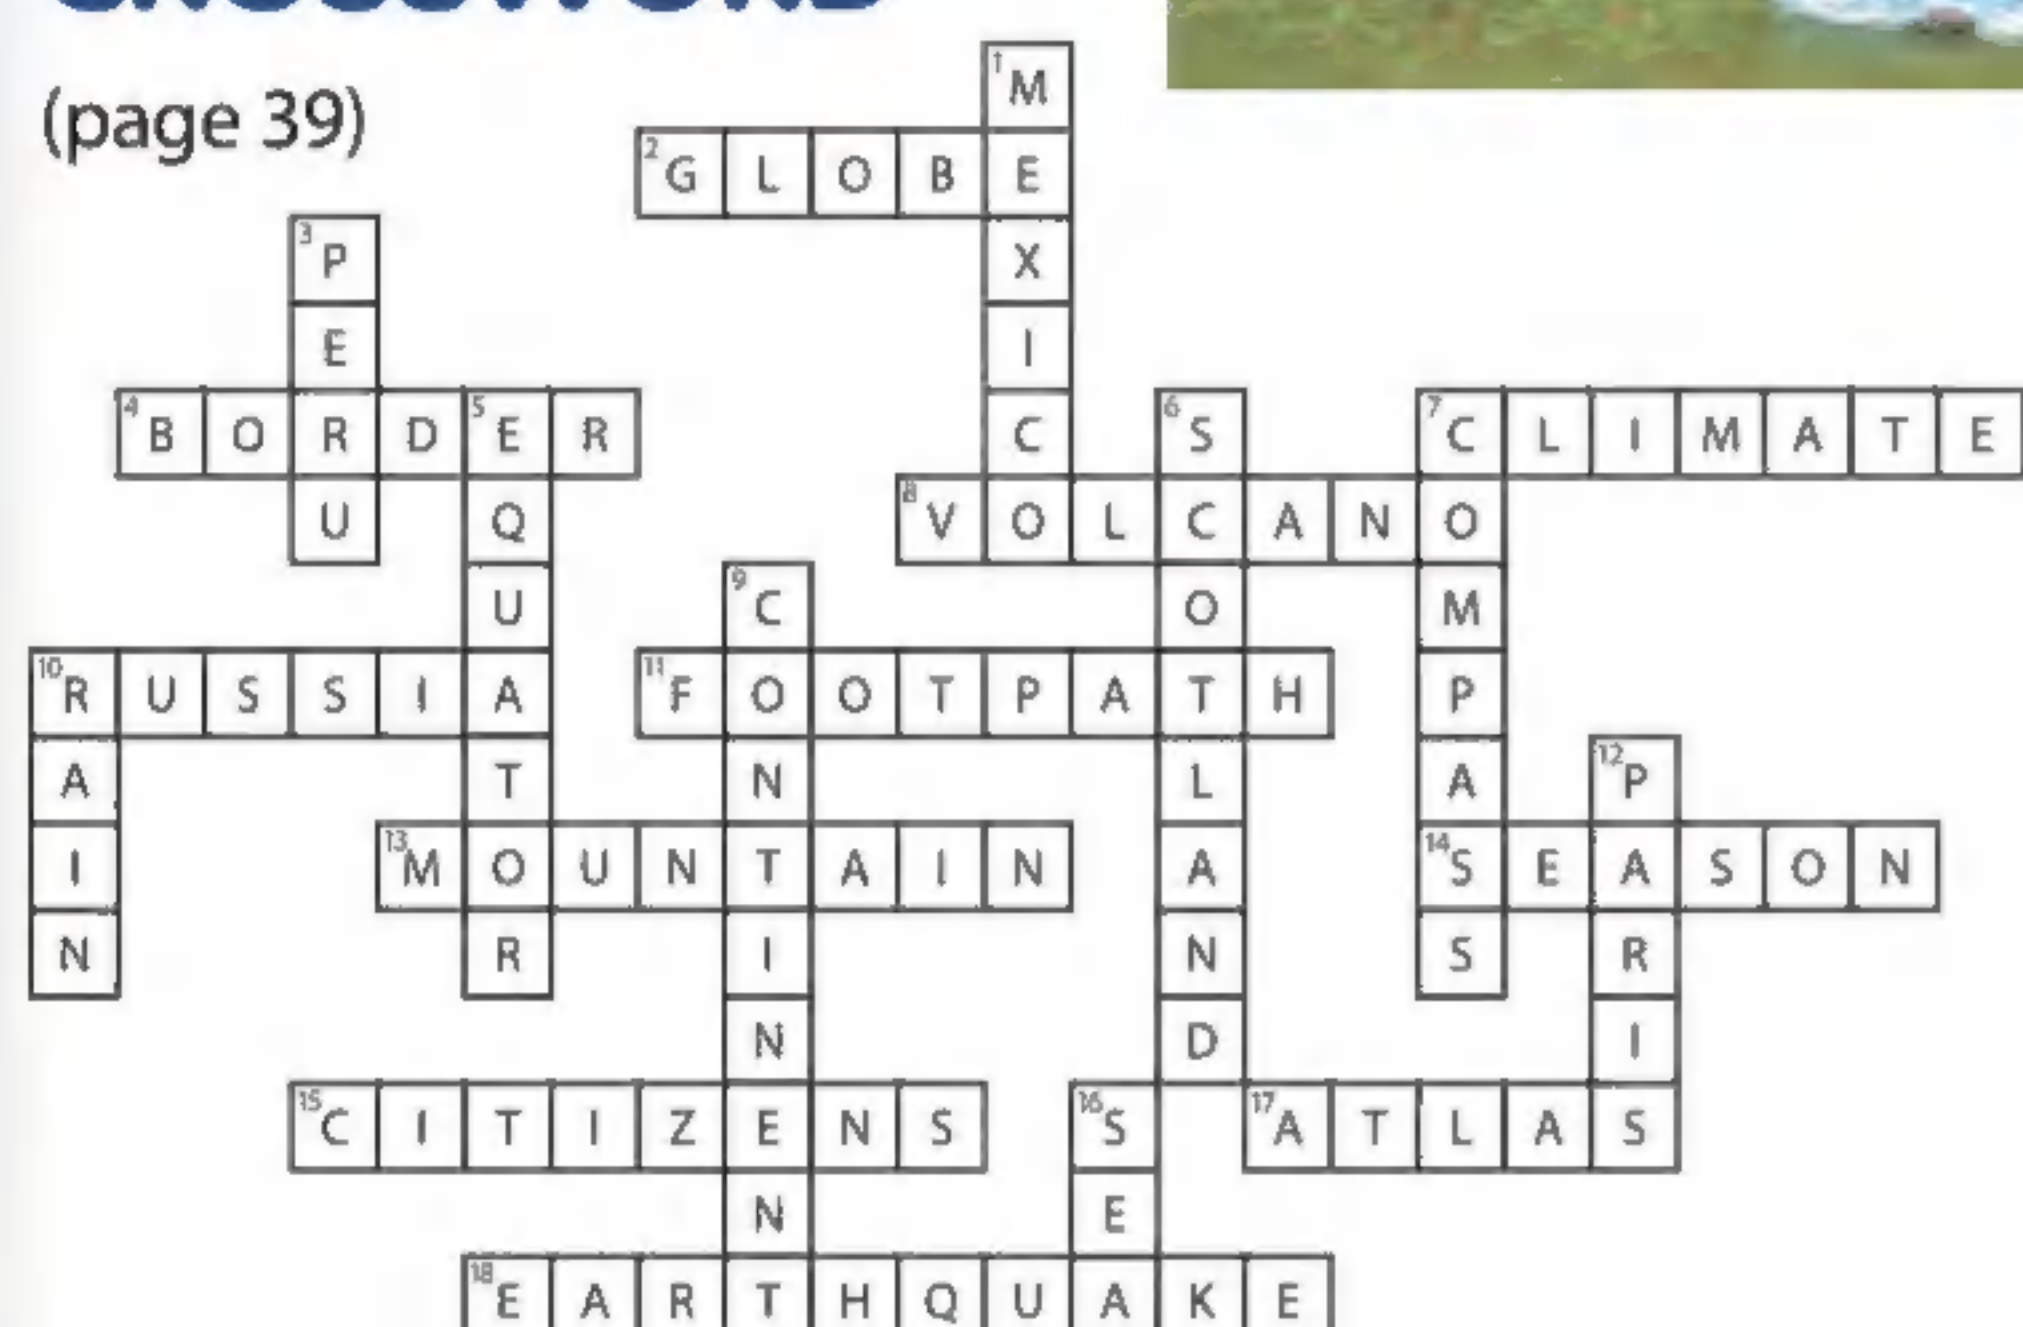 (page 39)
1 M
2 G L O B E
3 P X
E I
4 B O R D 5 E R C 6 S 7 C L I M A T E
U Q 8 V O L C A N O
U 9 C O M
10 R U S S I A 11 F O O T P A T H P
A T N L A 12 P
I 13 M O U N T A I N A 14 S E A S O N
N R I N S R
N D I
15 C I T I Z E N S 16 S 17 A T L A S
N E
18 E A R T H Q U A K E